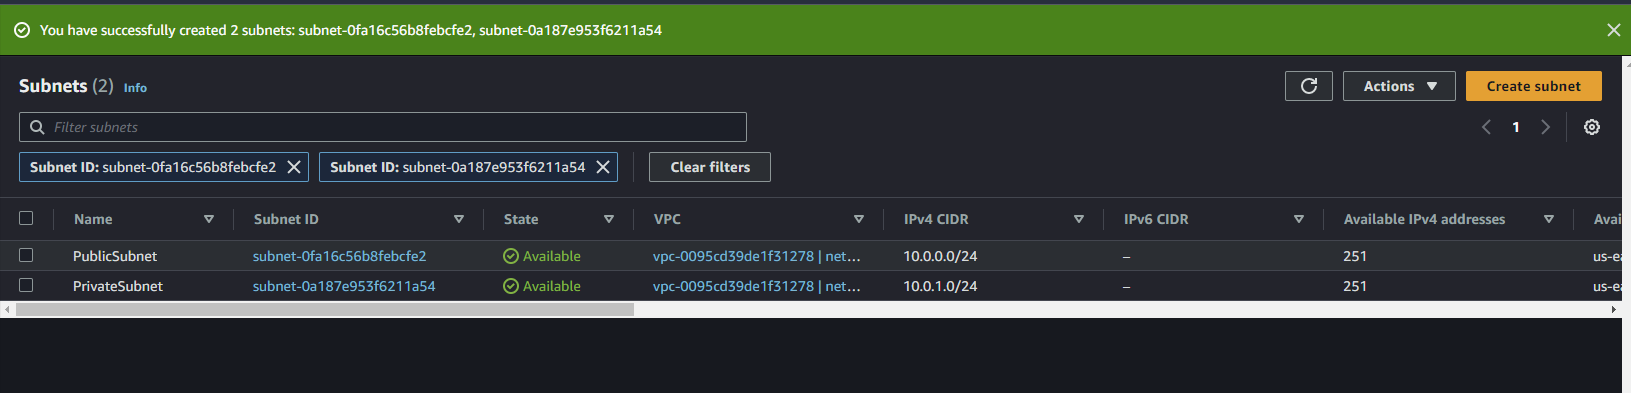 You have successfully created 2 subnets: subnet-0fa16c56b8febcfe2, subnet-0a187e953f6211a54
Subnets (2) Info
Actions
Create subnet
Filter subnets
1
Subnet ID: subnet-0fa16c56b8febcfe2
Subnet ID: subnet-0a187e953f6211a54
Clear filters
Name Subnet ID State VPC IPv4 CIDR IPv6 CIDR Available IPv4 addresses Avai
PublicSubnet subnet-0fa16c56b8febcfe2 Available vpc-0095cd39de1f31278 | net… 10.0.0.0/24 – 251 us-ea
PrivateSubnet subnet-0a187e953f6211a54 Available vpc-0095cd39de1f31278 | net… 10.0.1.0/24 – 251 us-ea